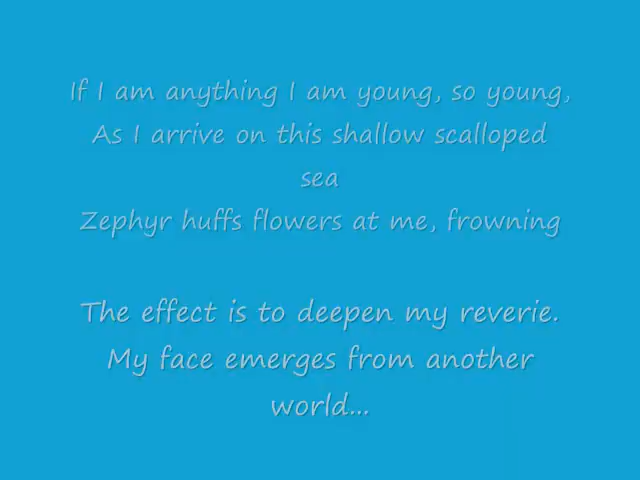 If I am anything I am young, so young,
As I arrive on this shallow scalloped
sea
Zephyr huffs flowers at me, frowning
The effect is to deepen my reverie.
My face emerges from another
world...